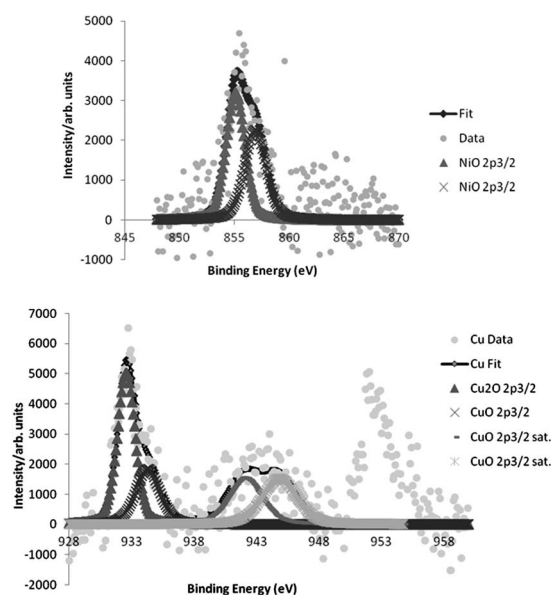 5000
4000
3000
2000
1000
0
-1000
845 850 855 860 865 870
Intensity/arb. units
Binding Energy (eV)
Fit
Data
NiO 2p3/2
NiO 2p3/2
7000
6000
5000
4000
3000
2000
1000
0
-1000
-2000
928 933 938 943 948 953 958
Intensity/arb. units
Binding Energy (eV)
Cu Data
Cu Fit
Cu2O 2p3/2
CuO 2p3/2
CuO 2p3/2 sat.
CuO 2p3/2 sat.